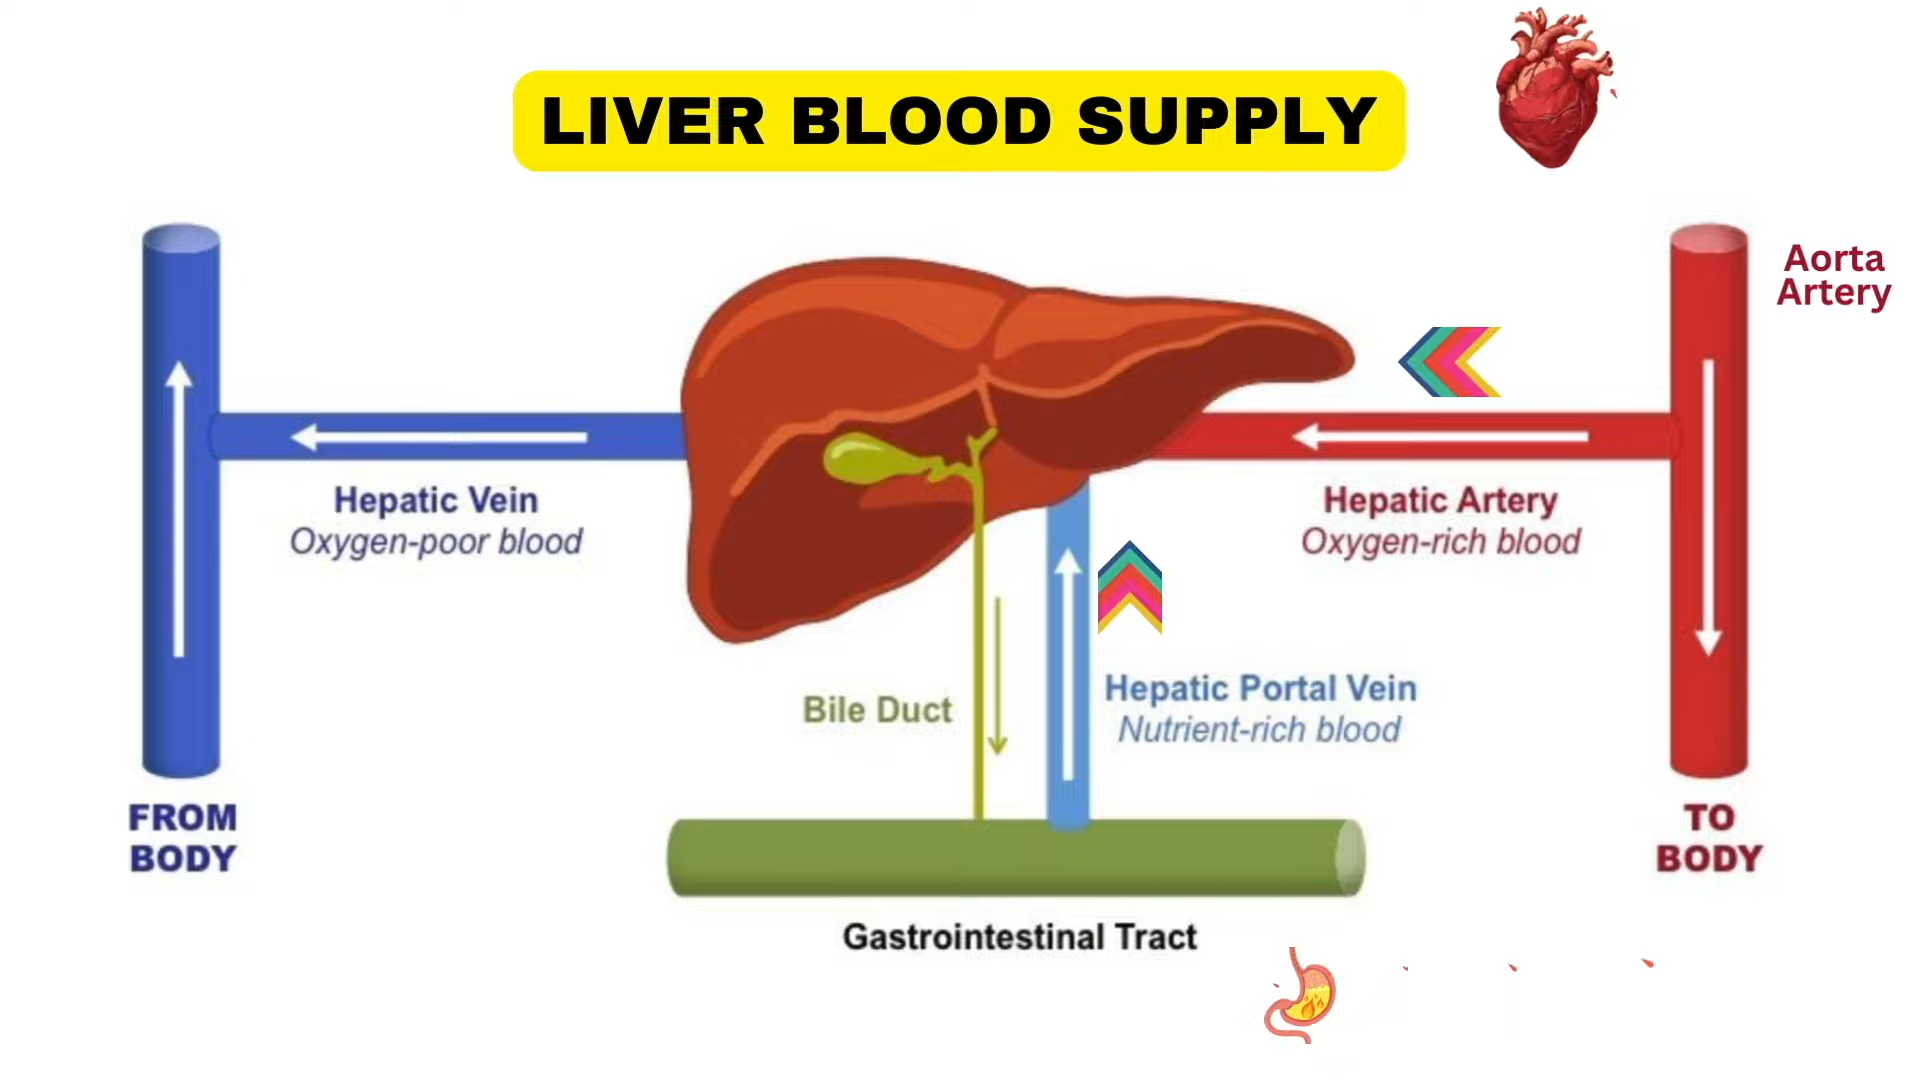 LIVER BLOOD SUPPLY
Aorta
Artery
Hepatic Vein
Oxygen-poor blood
Hepatic Artery
Oxygen-rich blood
Bile Duct
Hepatic Portal Vein
Nutrient-rich blood
FROM
BODY
TO
BODY
Gastrointestinal Tract